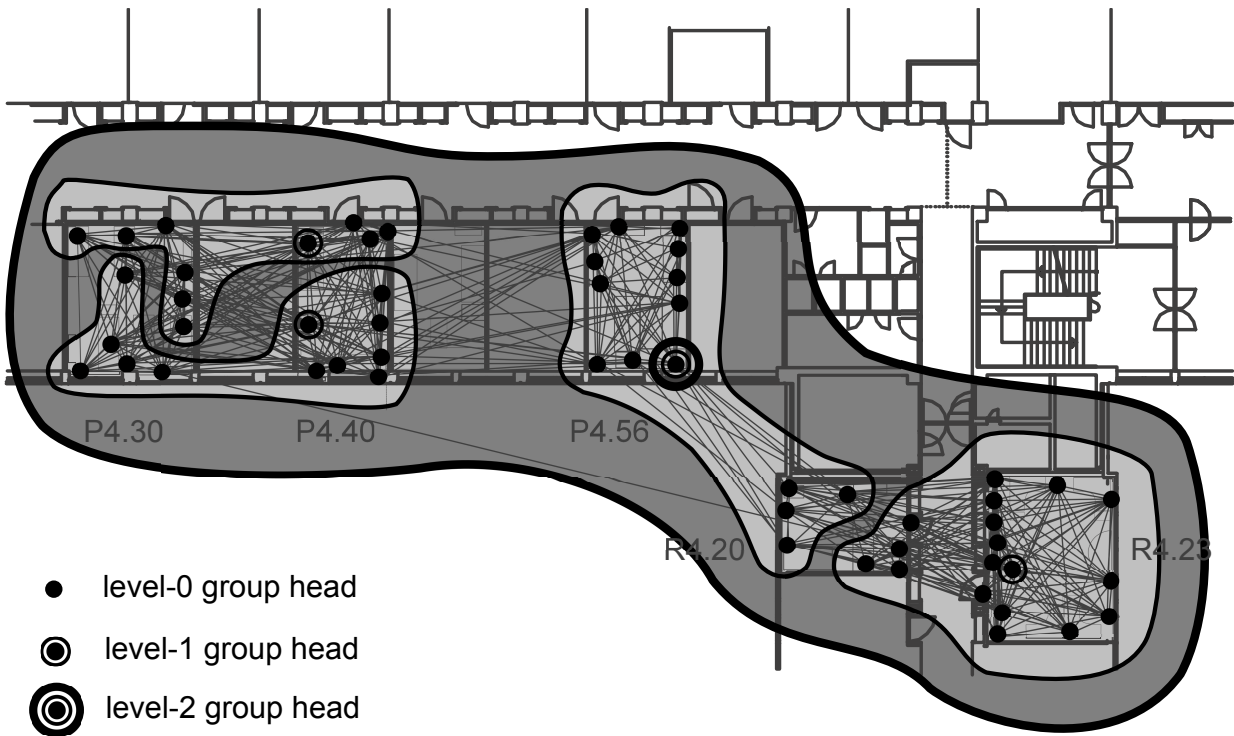 P4.30
P4.40
P4.56
R4.20
R4.23
level-0 group head
level-1 group head
level-2 group head